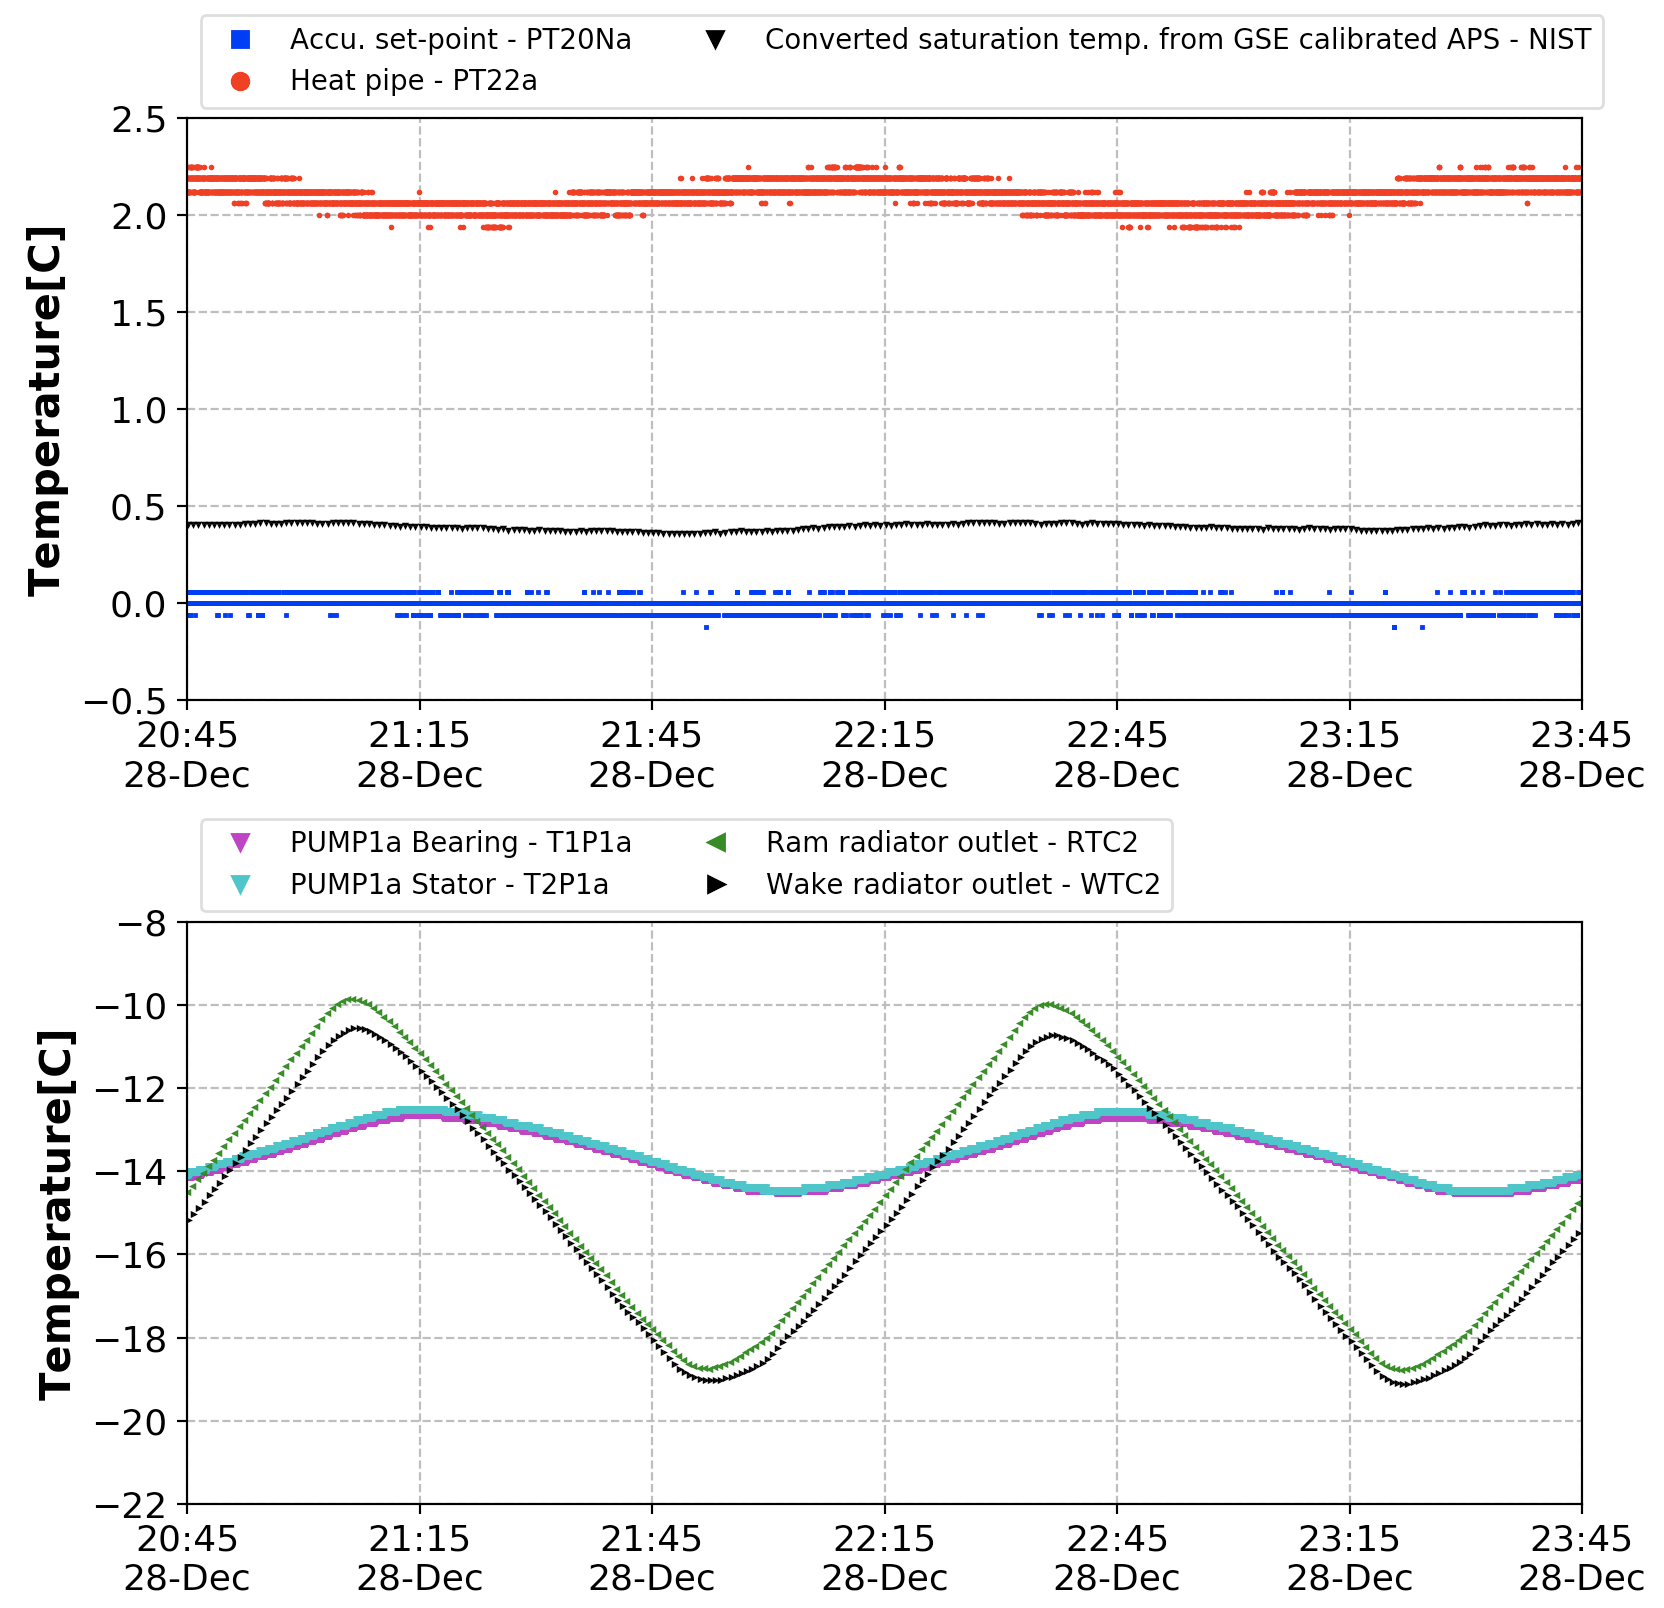 Accu. set-point - PT20Na
Heat pipe - PT22a
Converted saturation temp. from GSE calibrated APS - NIST
Temperature[C]
2.5
2.0
1.5
1.0
0.5
0.0
−0.5
20:45 21:15 21:45 22:15 22:45 23:15 23:45
28-Dec 28-Dec 28-Dec 28-Dec 28-Dec 28-Dec 28-Dec
PUMP1a Bearing - T1P1a
PUMP1a Stator - T2P1a
Ram radiator outlet - RTC2
Wake radiator outlet - WTC2
Temperature[C]
−8
−10
−12
−14
−16
−18
−20
−22
20:45 21:15 21:45 22:15 22:45 23:15 23:45
28-Dec 28-Dec 28-Dec 28-Dec 28-Dec 28-Dec 28-Dec